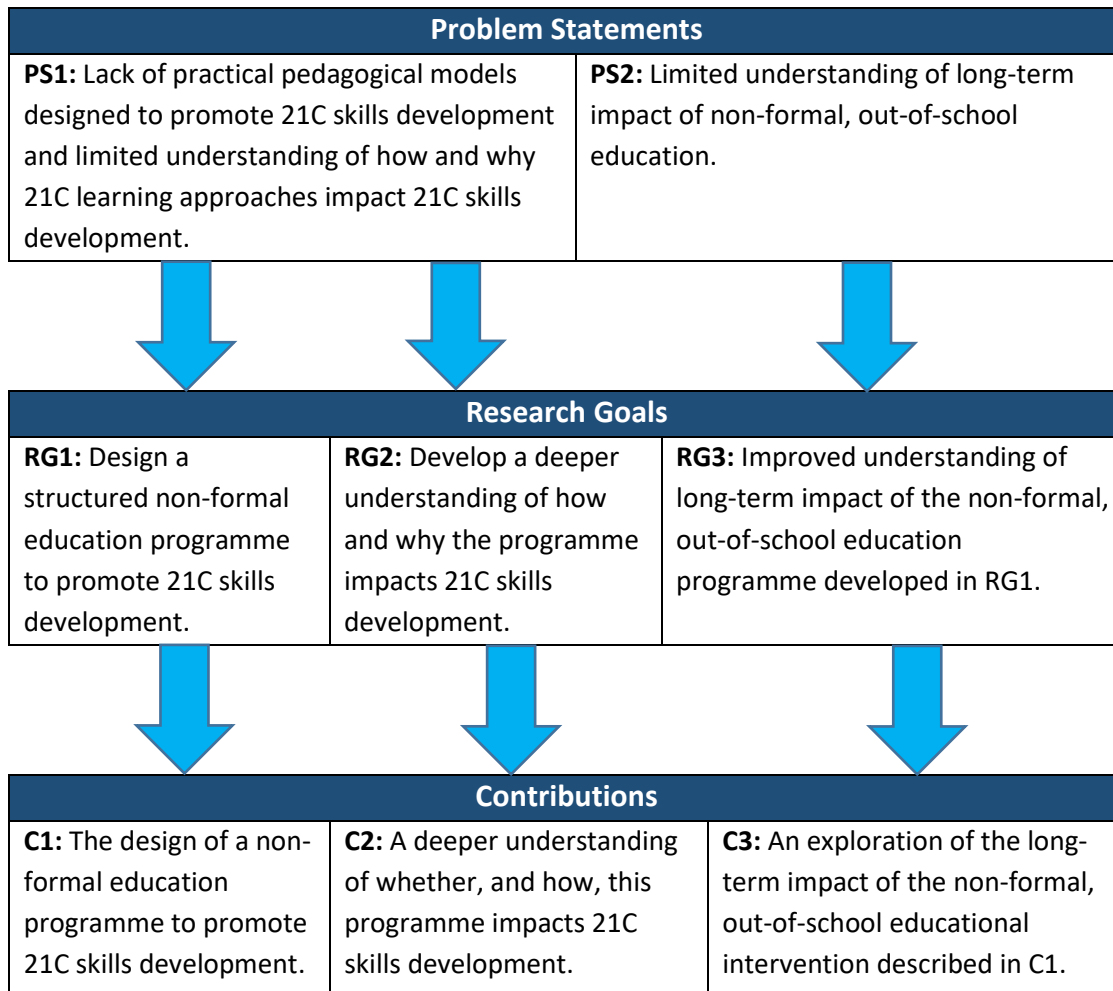 Problem Statements
PS1: Lack of practical pedagogical models
designed to promote 21C skills development
and limited understanding of how and why
21C learning approaches impact 21C skills
development.
PS2: Limited understanding of long-term
impact of non-formal, out-of-school
education.
Research Goals
RG1: Design a
structured non-formal
education programme
to promote 21C skills
development.
RG2: Develop a deeper
understanding of how
and why the programme
impacts 21C skills
development.
RG3: Improved understanding of
long-term impact of the non-formal,
out-of-school education
programme developed in RG1.
Contributions
C1: The design of a non-
formal education
programme to promote
21C skills development.
C2: A deeper understanding
of whether, and how, this
programme impacts 21C
skills development.
C3: An exploration of the long-
term impact of the non-formal,
out-of-school educational
intervention described in C1.